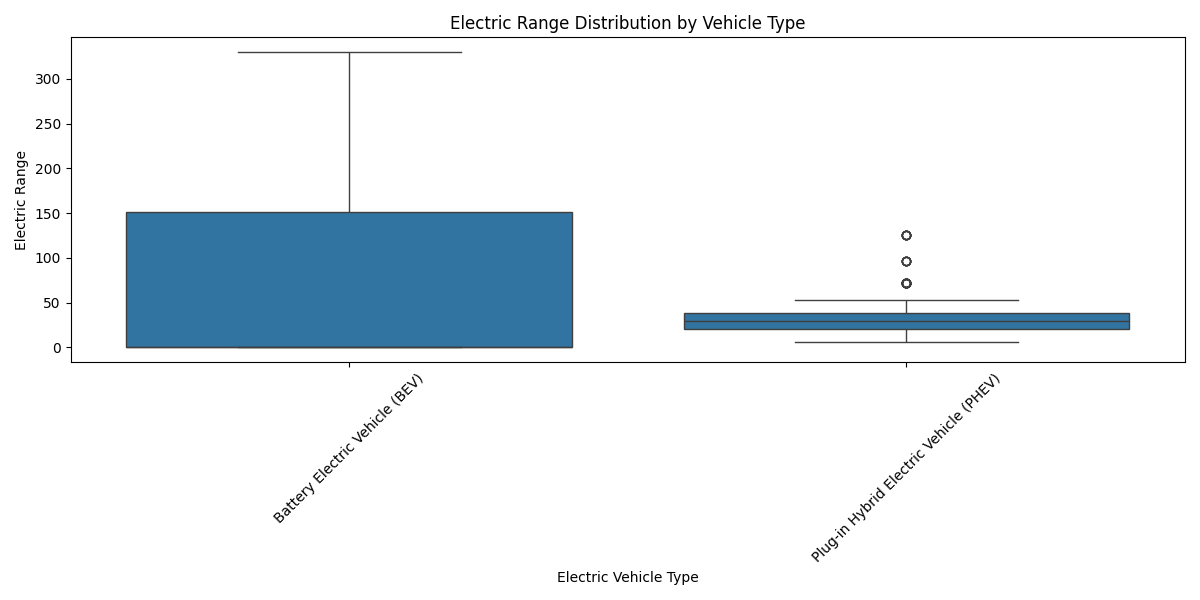 Electric Range Distribution by Vehicle Type
Electric Range
300
250
200
150
100
50
0
Battery Electric Vehicle (BEV)
Plug-in Hybrid Electric Vehicle (PHEV)
Electric Vehicle Type